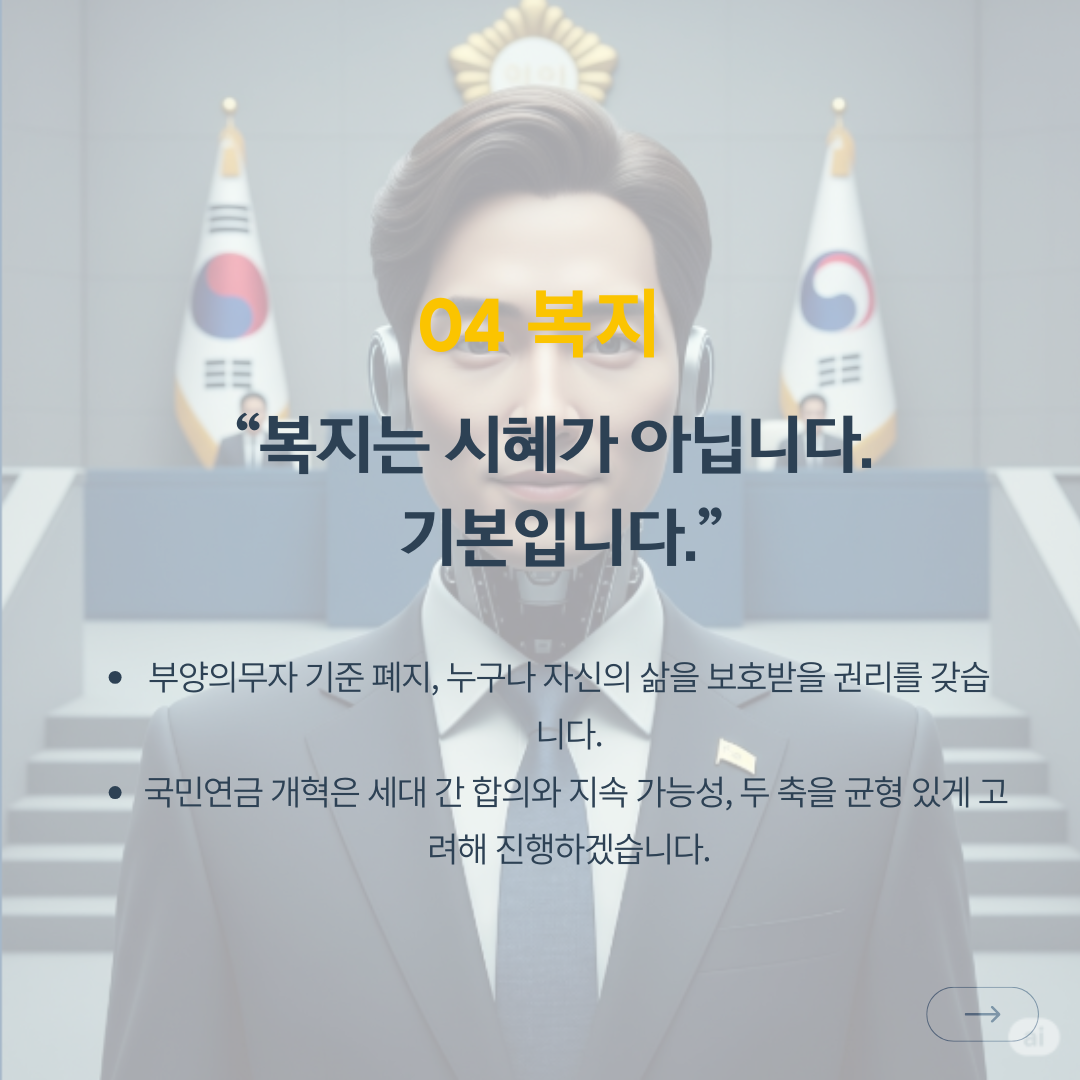 04 복지
“복지는 시혜가 아닙니다.
기본입니다.”
• 부양의무자 기준 폐지, 누구나 자신의 삶을 보호받을 권리를 갖습
니다.
• 국민연금 개혁은 세대 간 합의와 지속 가능성, 두 축을 균형 있게 고
려해 진행하겠습니다.
ai